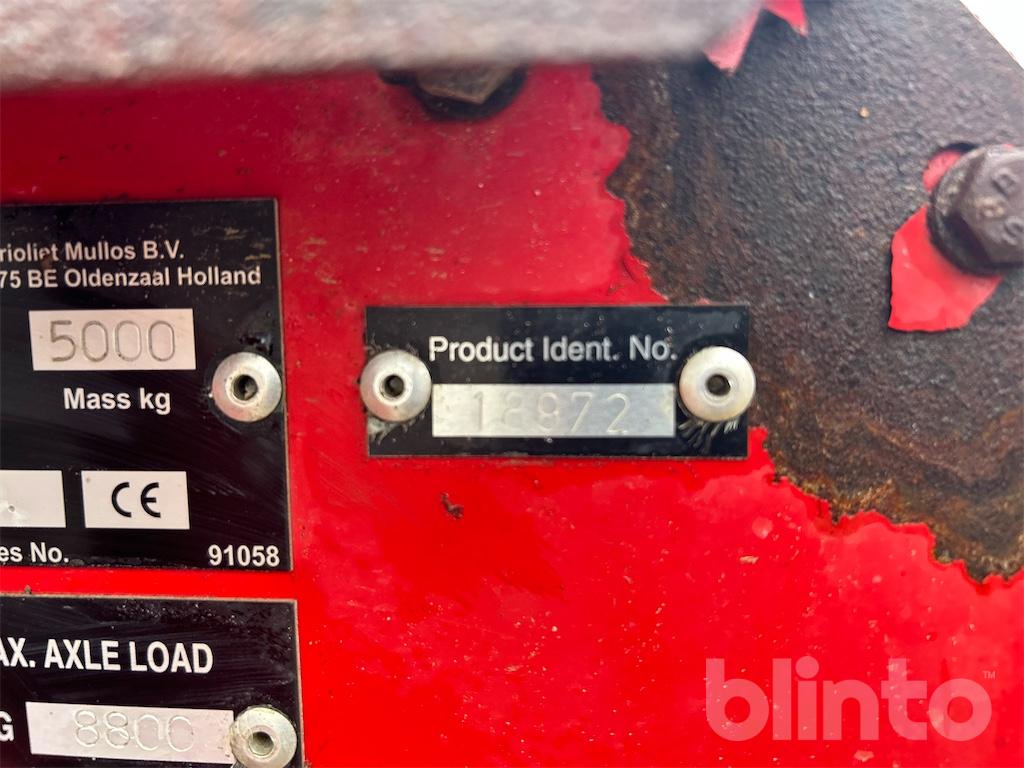 rioliet Mullos B.V.
75 BE Oldenzaal Holland
5000
Mass kg
CE
es No. 91058
AX. AXLE LOAD
G 8800
Product Ident. No.
18872
blinto™